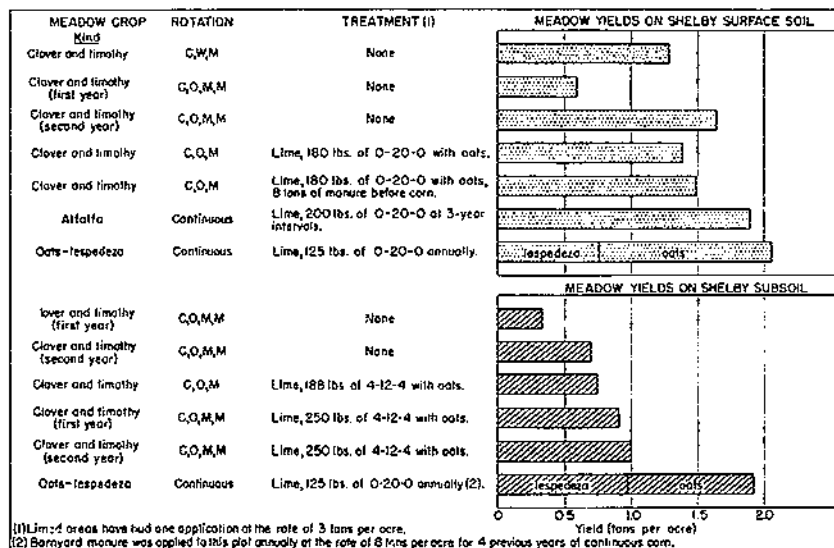 MEADOW CROP ROTATION TREATMENT (1) MEADOW YIELDS ON SHELBY SURFACE SOIL
Kind
Clover and timothy C,W,M None
Clover and timothy (first year) C,O,M,M None
Clover and timothy (second year) C,O,M,M None
Clover and timothy C,O,M Lime, 180 lbs. of 0-20-0 with oats.
Clover and timothy C,O,M Lime, 180 lbs. of 0-20-0 with oats, 8 tons of manure before corn.
Alfalfa Continuous Lime, 200 lbs. of 0-20-0 at 3-year intervals.
Oats-lespedeza Continuous Lime, 125 lbs. of 0-20-0 annually. lespedeza oats
MEADOW YIELDS ON SHELBY SUBSOIL
lover and timothy (first year) C,O,M,M None
Clover and timothy (second year) C,O,M,M None
Clover and timothy C,O,M Lime, 188 lbs of 4-12-4 with oats.
Clover and timothy (first year) C,O,M,M Lime, 250 lbs. of 4-12-4 with oats.
Clover and timothy (second year) C,O,M,M Lime, 250 lbs. of 4-12-4 with oats.
Oats-lespedeza Continuous Lime, 125 lbs. of 0-20-0 annually (2). lespedeza oats
0 0.5 1.0 1.5 2.0
Yield (tons per acre)
(1) Limed areas have had one application at the rate of 3 tons per acre.
(2) Barnyard manure was applied to this plot annually at the rate of 8 tons per acre for 4 previous years of continuous corn.